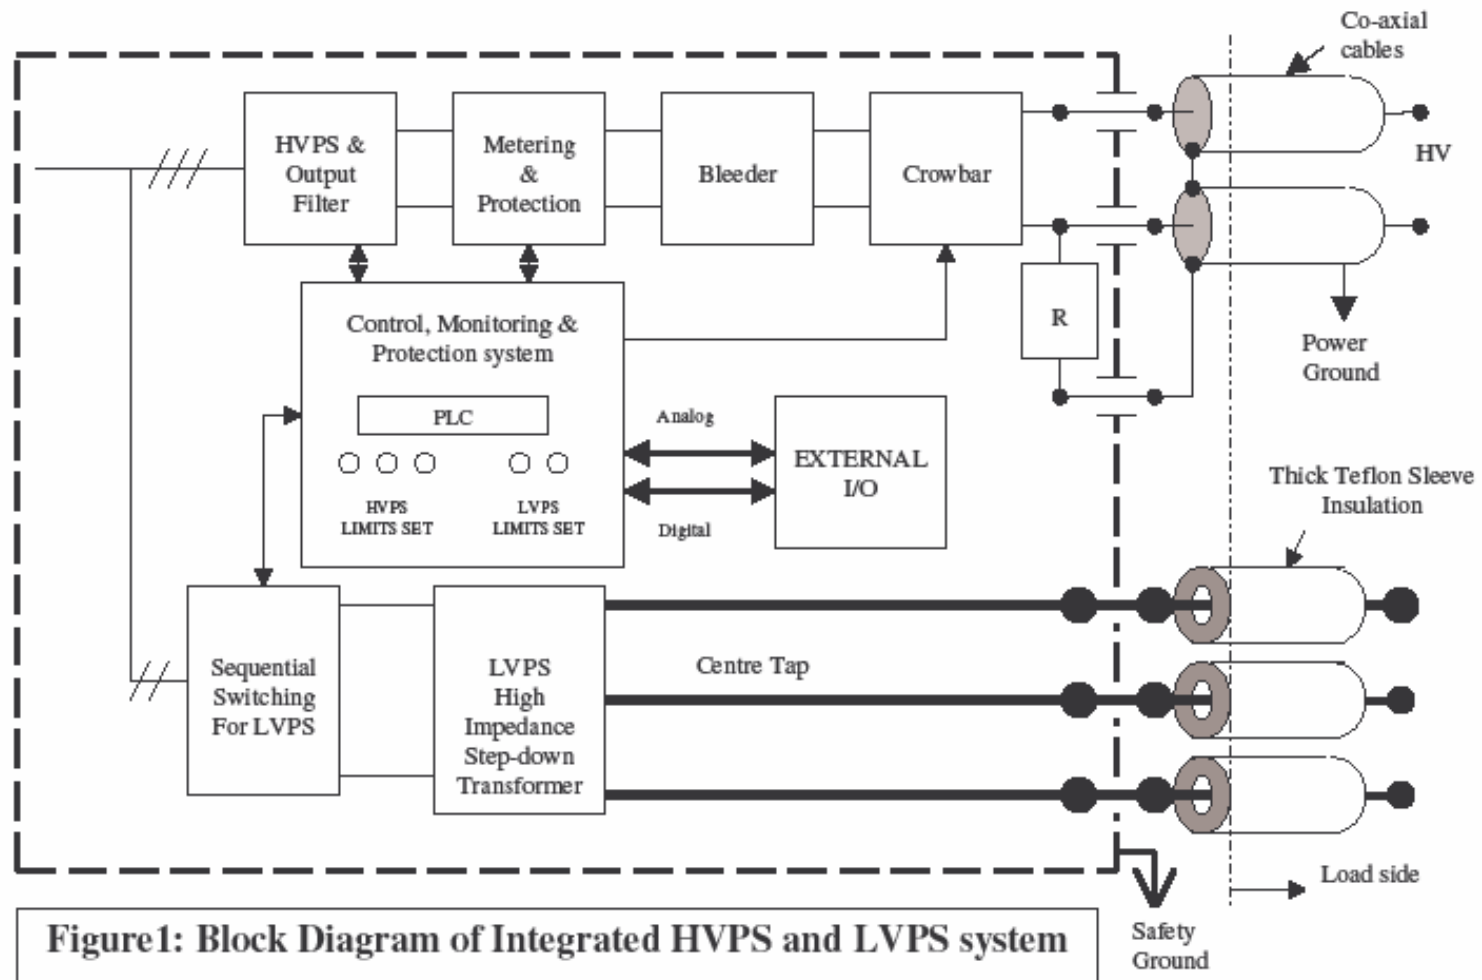 Co-axial
cables
HVPS &
Output
Filter
Metering
&
Protection
Bleeder
Crowbar
HV
Control, Monitoring &
Protection system
R
Power
Ground
PLC
Analog
EXTERNAL
I/O
Thick Teflon Sleeve
Insulation
HVPS
LIMITS SET
LVPS
LIMITS SET
Digital
Sequential
Switching
For LVPS
LVPS
High
Impedance
Step-down
Transformer
Centre Tap
Load side
Safety
Ground
Figure1: Block Diagram of Integrated HVPS and LVPS system